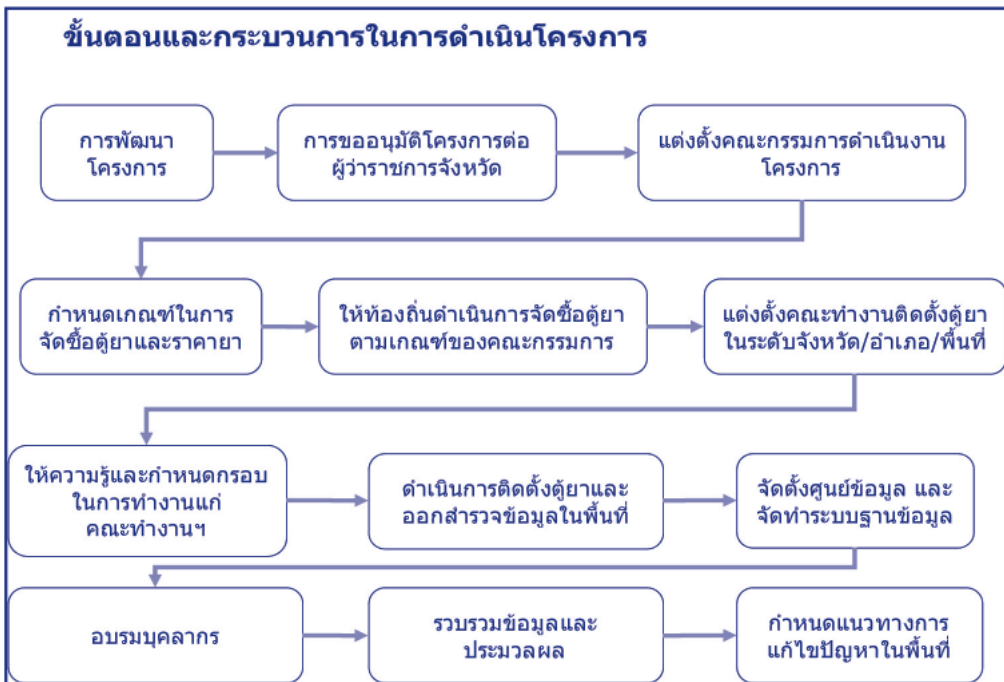 ขั้นตอนและกระบวนการในการดำเนินโครงการ
การพัฒนา
โครงการ
การขออนุมัติโครงการต่อ
ผู้ว่าราชการจังหวัด
แต่งตั้งคณะกรรมการดำเนินงาน
โครงการ
กำหนดเกณฑ์ในการ
จัดซื้อตู้ยาและราคายา
ให้ท้องถิ่นดำเนินการจัดซื้อตู้ยา
ตามเกณฑ์ของคณะกรรมการ
แต่งตั้งคณะทำงานติดตั้งตู้ยา
ในระดับจังหวัด/อำเภอ/พื้นที่
ให้ความรู้และกำหนดกรอบ
ในการทำงานแก่
คณะทำงานฯ
ดำเนินการติดตั้งตู้ยาและ
ออกสำรวจข้อมูลในพื้นที่
จัดตั้งศูนย์ข้อมูล และ
จัดทำระบบฐานข้อมูล
อบรมบุคลากร
รวบรวมข้อมูลและ
ประมวลผล
กำหนดแนวทางการ
แก้ไขปัญหาในพื้นที่